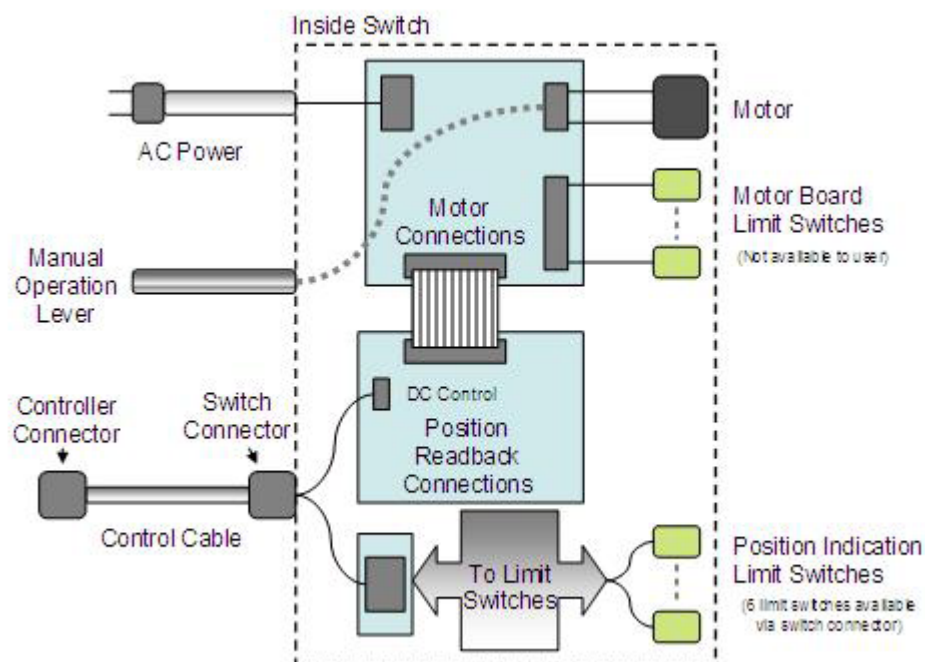 Inside Switch
AC Power
Motor
Motor
Connections
Motor Board
Limit Switches
(Not available to user)
Manual
Operation
Lever
DC Control
Position
Readback
Connections
Controller
Connector
Switch
Connector
Control Cable
To Limit
Switches
Position Indication
Limit Switches
(6 limit switches available
via switch connector)